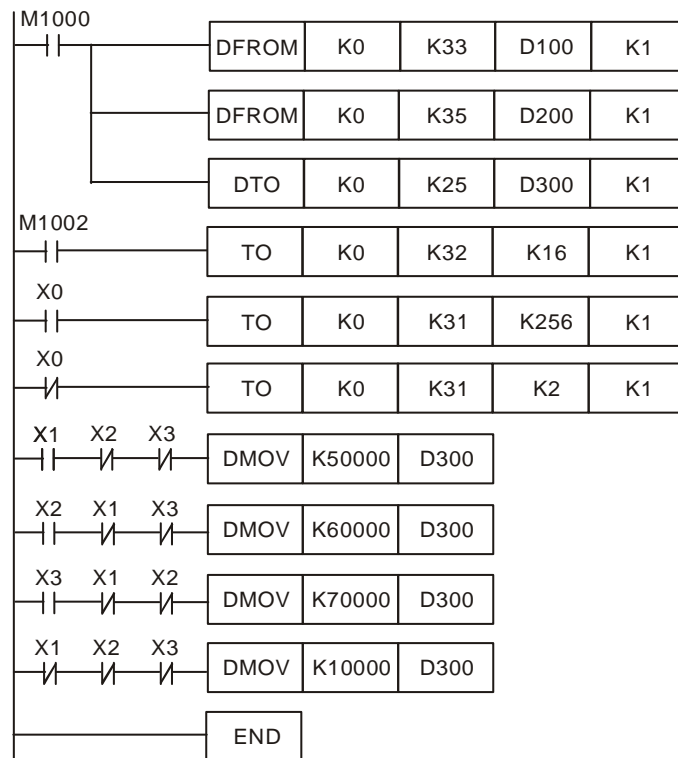 M1000
DFROM K0 K33 D100 K1
DFROM K0 K35 D200 K1
DTO K0 K25 D300 K1
M1002
TO K0 K32 K16 K1
X0
TO K0 K31 K256 K1
X0
TO K0 K31 K2 K1
X1 X2 X3
DMOV K50000 D300
X2 X1 X3
DMOV K60000 D300
X3 X1 X2
DMOV K70000 D300
X1 X2 X3
DMOV K10000 D300
END